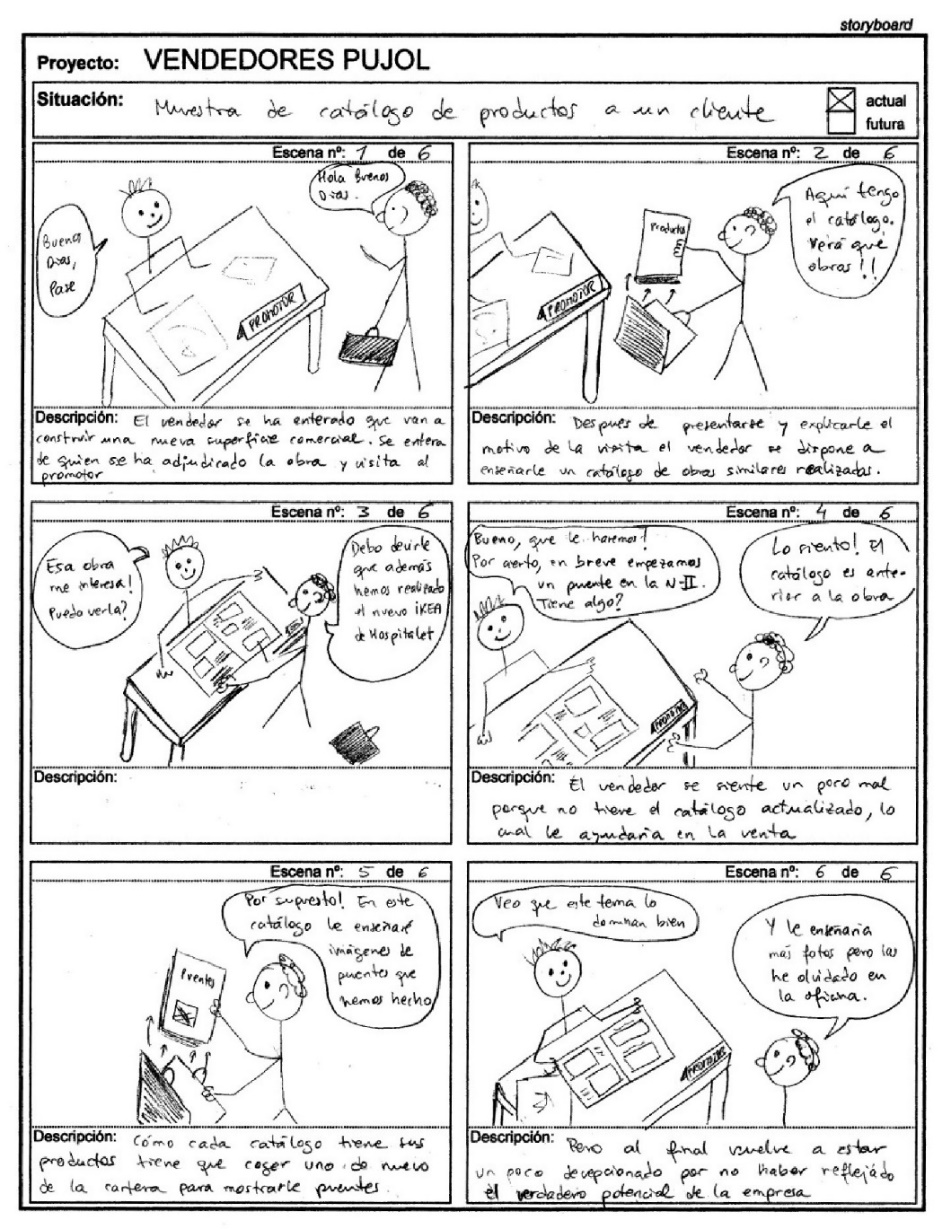 storyboard
Proyecto: VENDEDORES PUJOL
Situación: Muestra de catálogo de productos a un cliente
actual
futura
Escena nº: 1 de 6
Buenos
Días,
Pase
Hola Buenos
Días.
PROMOTOR
Descripción: El vendedor se ha enterado que van a
construir una nueva superficie comercial. Se entera
de quien se ha adjudicado la obra y visita al
promotor
Escena nº: 2 de 6
Productos
Aquí tengo
el catálogo.
Verá qué
obras!!
PROMOTOR
Descripción: Despues de presentarse y explicarle el
motivo de la visita el vendedor se dispone a
enseñarle un catálogo de obras similares realizadas.
Escena nº: 3 de 6
Esa obra
me interesa!
Puedo verla?
Debo decirle
que además
hemos realizado
el nuevo iKEA
de Hospitalet
Descripción:
Escena nº: 4 de 6
Bueno, que le haremos!
Por cierto, en breve empezamos
un puente en la N-II.
Tiene algo?
Lo siento! El
catálogo es ante-
rior a la obra
PROMOTOR
Descripción: El vendedor se siente un poco mal
porque no tiene el catálogo actualizado, lo
cual le ayudaria en la venta
Escena nº: 5 de 6
Por supuesto! En este
catálogo le enseñaré
imágenes de
puentes que
hemos hecho
Puentes
Descripción: Cómo cada catálogo tiene sus
productos tiene que coger uno de nuevo
de la cartera para mostrarle puentes.
Escena nº: 6 de 6
Veo que este tema lo
dominan bien
Y le enseñaria
más fotos pero las
he olvidado en
la oficina.
PROMOTOR
Descripción: Pero al final vuelve a estar
un poco decepcionado por no haber reflejádo
el verdadero potencial de la empresa